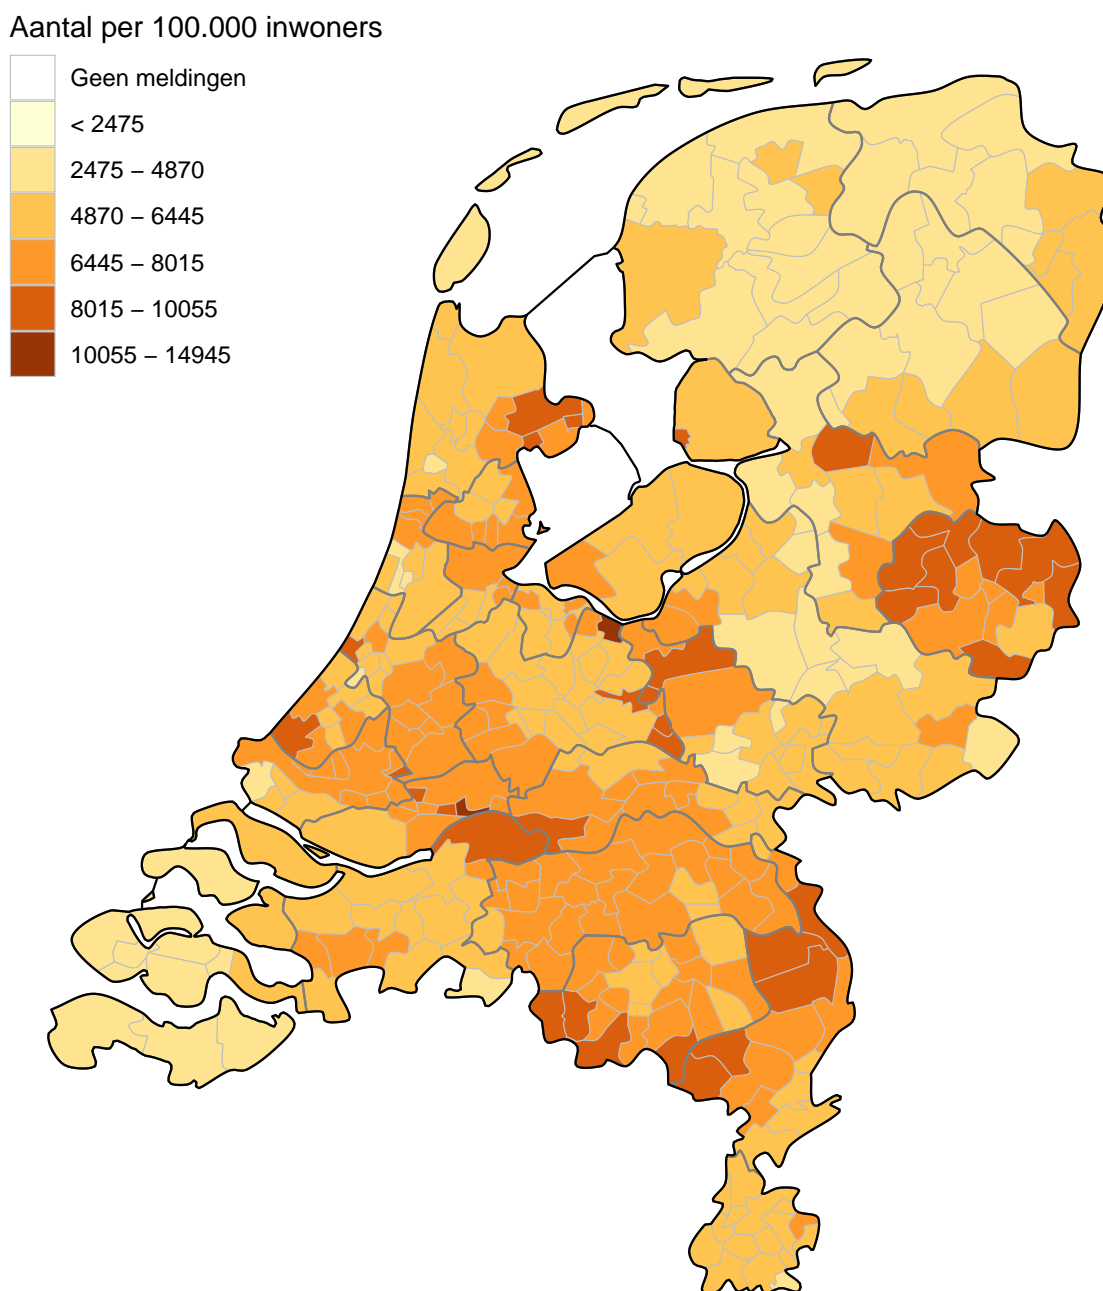 Aantal per 100.000 inwoners
Geen meldingen
< 2475
2475 – 4870
4870 – 6445
6445 – 8015
8015 – 10055
10055 – 14945